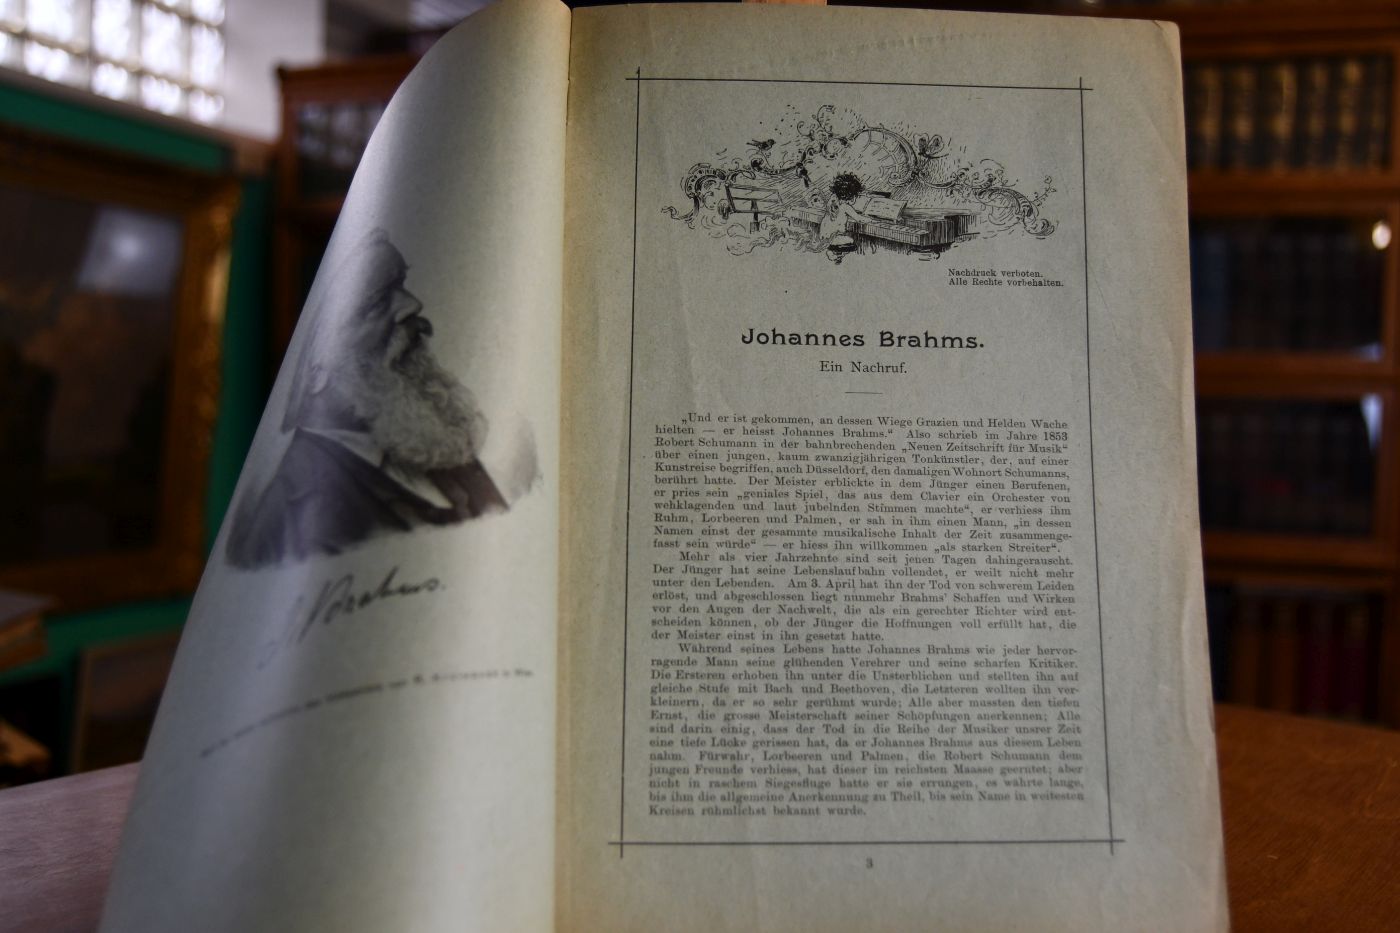 J. Brahms.
Nachdruck verboten.
Alle Rechte vorbehalten.
Johannes Brahms.
Ein Nachruf.
„Und er ist gekommen, an dessen Wiege Grazien und Helden Wache
hielten — er heisst Johannes Brahms.“ Also schrieb im Jahre 1853
Robert Schumann in der bahnbrechenden „Neuen Zeitschrift für Musik“
über einen jungen, kaum zwanzigjährigen Tonkünstler, der, auf einer
Kunstreise begriffen, auch Düsseldorf, den damaligen Wohnort Schumanns,
berührt hatte. Der Meister erblickte in dem Jünger einen Berufenen,
er pries sein „geniales Spiel, das aus dem Clavier ein Orchester von
wehklagenden und laut jubelnden Stimmen machte“, er verhiess ihm
Ruhm, Lorbeeren und Palmen, er sah in ihm einen Mann, „in dessen
Namen einst der gesammte musikalische Inhalt der Zeit zusammenge-
fasst sein würde“ — er hiess ihn willkommen „als starken Streiter“.
Mehr als vier Jahrzehnte sind seit jenen Tagen dahingerauscht.
Der Jünger hat seine Lebenslaufbahn vollendet, er weilt nicht mehr
unter den Lebenden. Am 3. April hat ihn der Tod von schwerem Leiden
erlöst, und abgeschlossen liegt nunmehr Brahms' Schaffen und Wirken
vor den Augen der Nachwelt, die als ein gerechter Richter wird ent-
scheiden können, ob der Jünger die Hoffnungen voll erfüllt hat, die
der Meister einst in ihn gesetzt hatte.
Während seines Lebens hatte Johannes Brahms wie jeder hervor-
ragende Mann seine glühenden Verehrer und seine scharfen Kritiker.
Die Ersteren erhoben ihn unter die Unsterblichen und stellten ihn auf
gleiche Stufe mit Bach und Beethoven, die Letzteren wollten ihn ver-
kleinern, da er so sehr gerühmt wurde; Alle aber mussten den tiefen
Ernst, die grosse Meisterschaft seiner Schöpfungen anerkennen; Alle
sind darin einig, dass der Tod in die Reihe der Musiker unsrer Zeit
eine tiefe Lücke gerissen hat, da er Johannes Brahms aus diesem Leben
nahm. Fürwahr, Lorbeeren und Palmen, die Robert Schumann dem
jungen Freunde verhiess, hat dieser im reichsten Maasse geerntet; aber
nicht in raschem Siegesfluge hatte er sie errungen, es währte lange,
bis ihm die allgemeine Anerkennung zu Theil, bis sein Name in weitesten
Kreisen rühmlichst bekannt wurde.
3